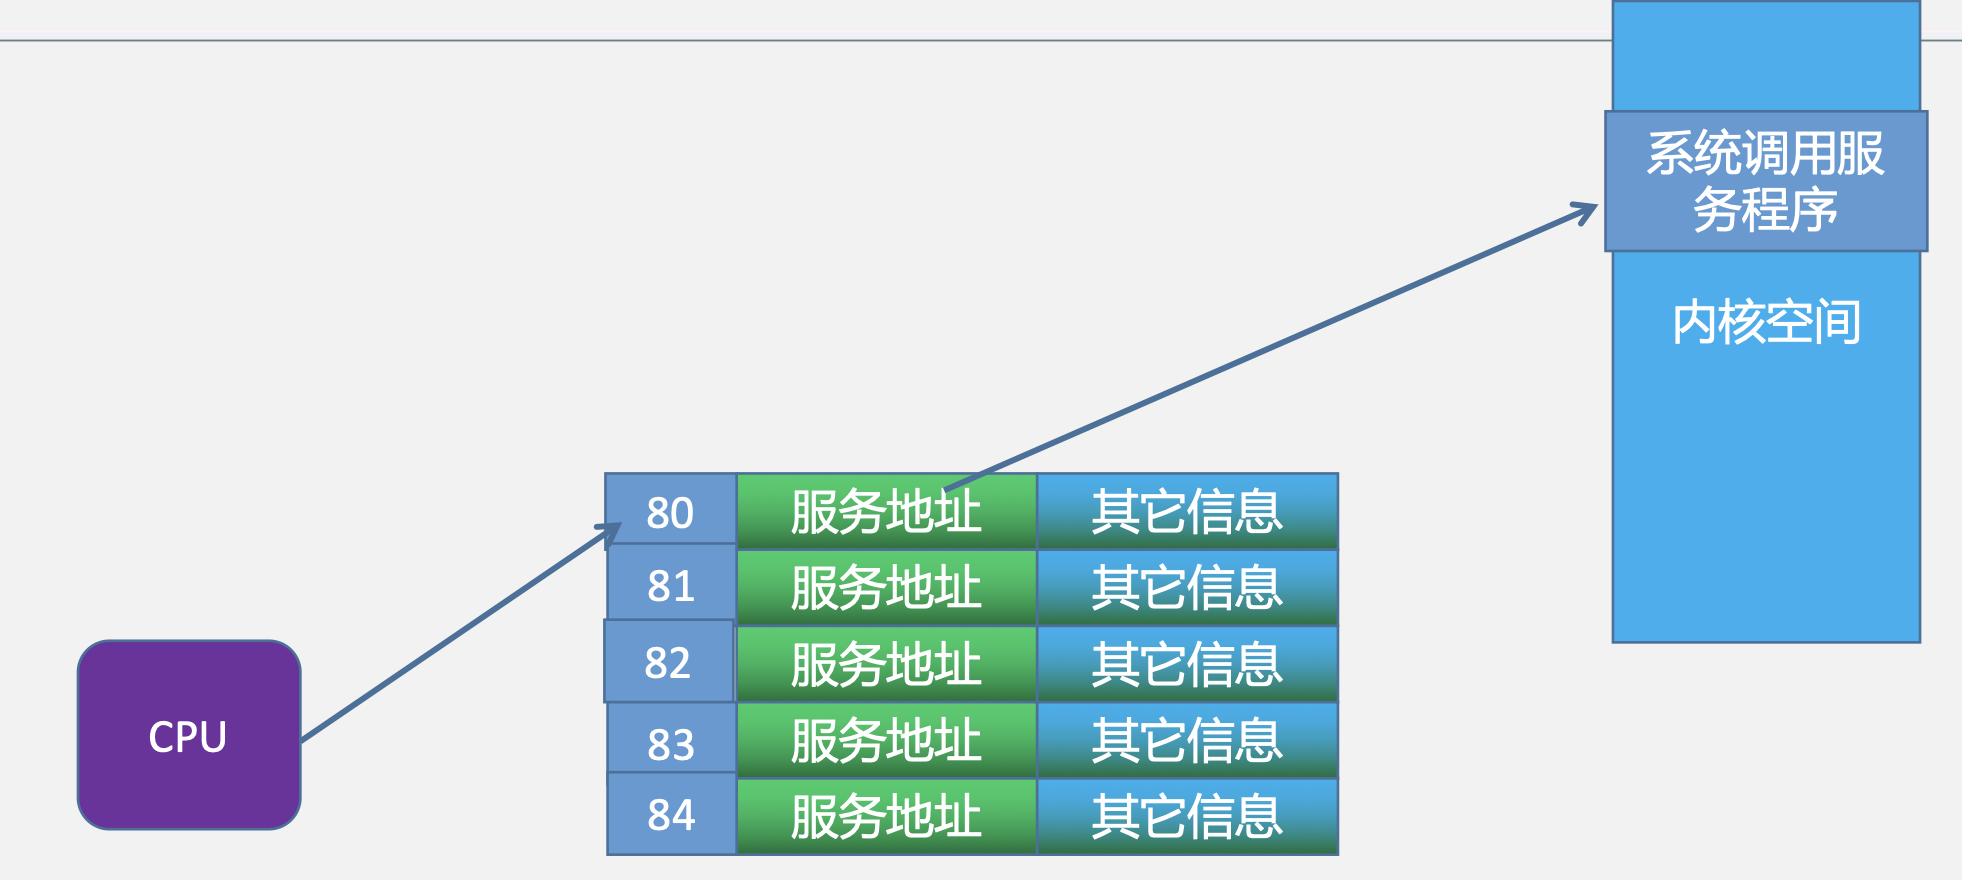 系统调用服
务程序
内核空间
80 服务地址 其它信息
81 服务地址 其它信息
82 服务地址 其它信息
83 服务地址 其它信息
84 服务地址 其它信息
CPU